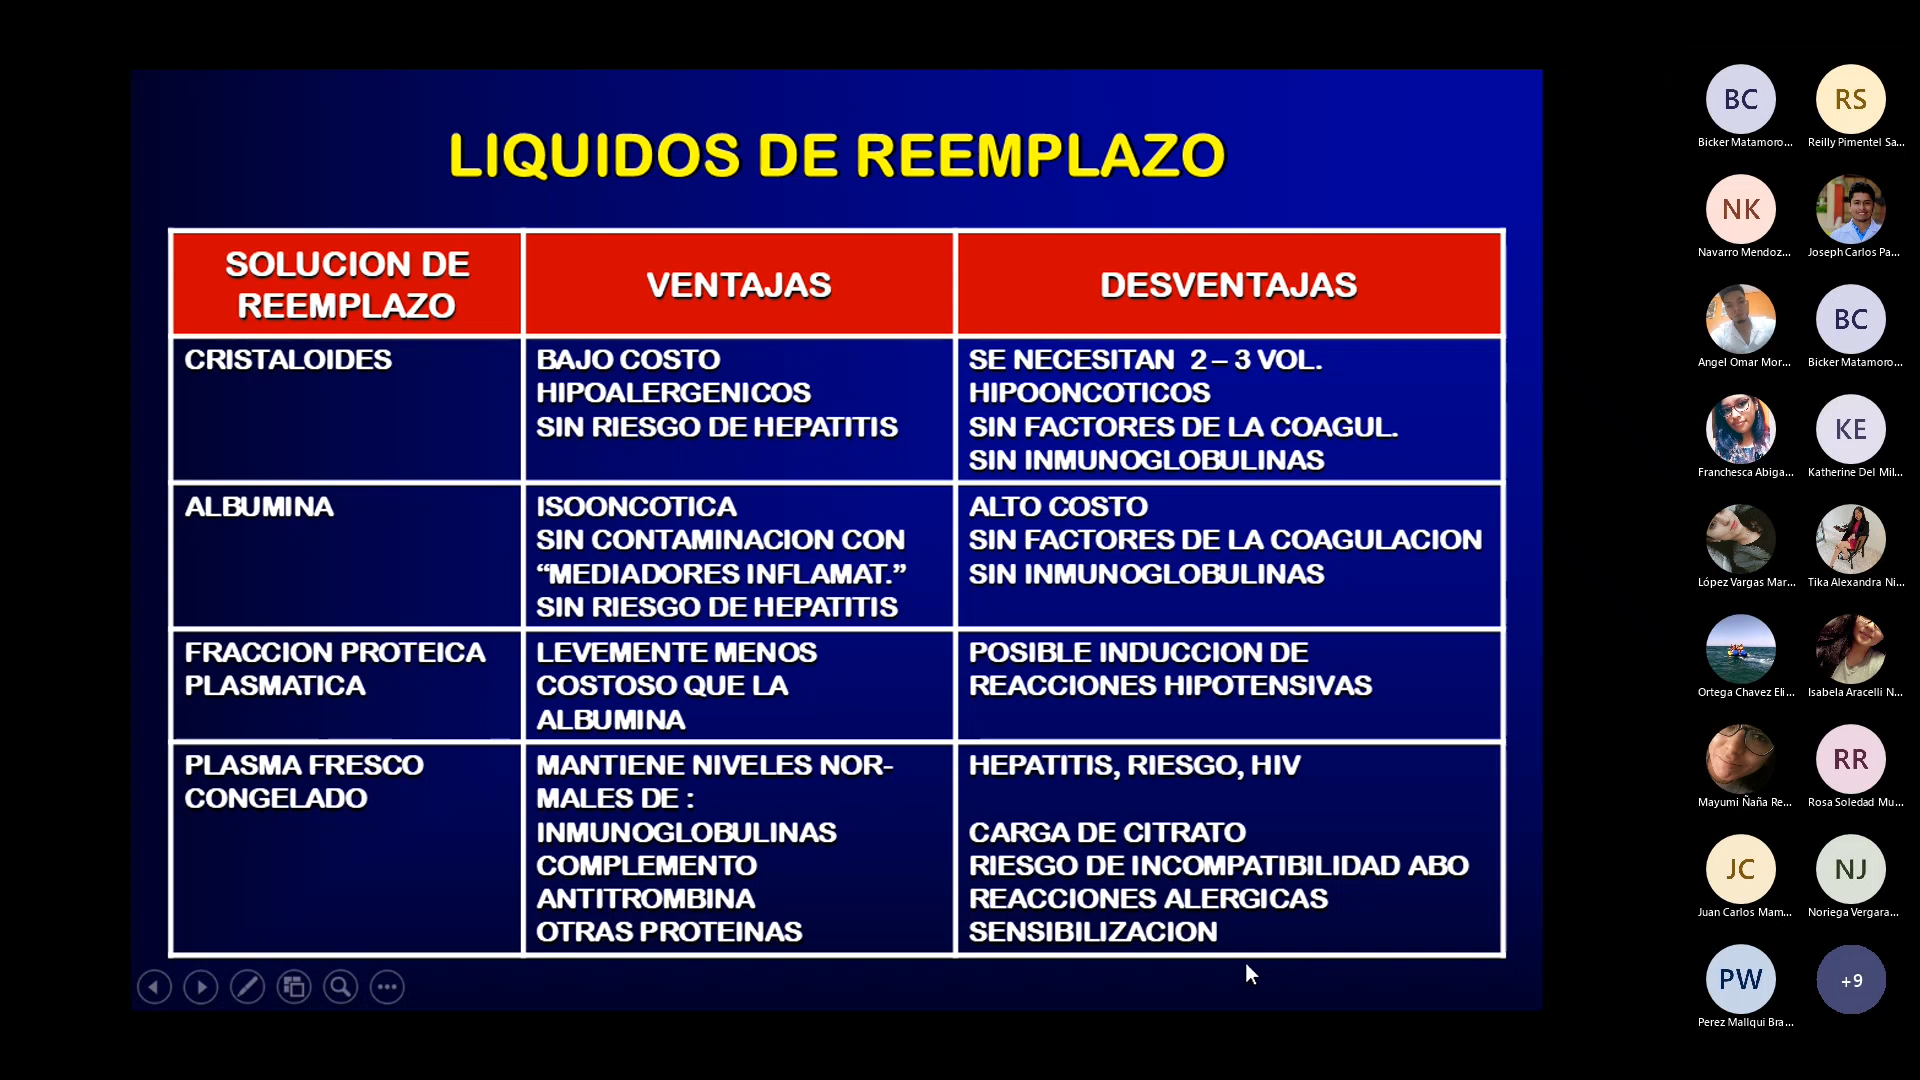 LIQUIDOS DE REEMPLAZO
SOLUCION DE
REEMPLAZO
VENTAJAS
DESVENTAJAS
CRISTALOIDES
BAJO COSTO
HIPOALERGENICOS
SIN RIESGO DE HEPATITIS
SE NECESITAN 2 – 3 VOL.
HIPOONCOTICOS
SIN FACTORES DE LA COAGUL.
SIN INMUNOGLOBULINAS
ALBUMINA
ISOONCOTICA
SIN CONTAMINACION CON
“MEDIADORES INFLAMAT.”
SIN RIESGO DE HEPATITIS
ALTO COSTO
SIN FACTORES DE LA COAGULACION
SIN INMUNOGLOBULINAS
FRACCION PROTEICA
PLASMATICA
LEVEMENTE MENOS
COSTOSO QUE LA
ALBUMINA
POSIBLE INDUCCION DE
REACCIONES HIPOTENSIVAS
PLASMA FRESCO
CONGELADO
MANTIENE NIVELES NOR-
MALES DE :
INMUNOGLOBULINAS
COMPLEMENTO
ANTITROMBINA
OTRAS PROTEINAS
HEPATITIS, RIESGO, HIV
CARGA DE CITRATO
RIESGO DE INCOMPATIBILIDAD ABO
REACCIONES ALERGICAS
SENSIBILIZACION
BC
RS
Bicker Matamoro...
Reilly Pimentel Sa...
NK
Navarro Mendoz...
Joseph Carlos Pa...
BC
Angel Omar Mor...
Bicker Matamoro...
KE
Franchesca Abiga...
Katherine Del Mil...
López Vargas Mar...
Tika Alexandra Ni...
Ortega Chavez Eli...
Isabela Aracelli N...
RR
Mayumi Ñaña Re...
Rosa Soledad Mu...
JC
NJ
Juan Carlos Mam...
Noriega Vergara...
PW
+9
Perez Mallqui Bra...